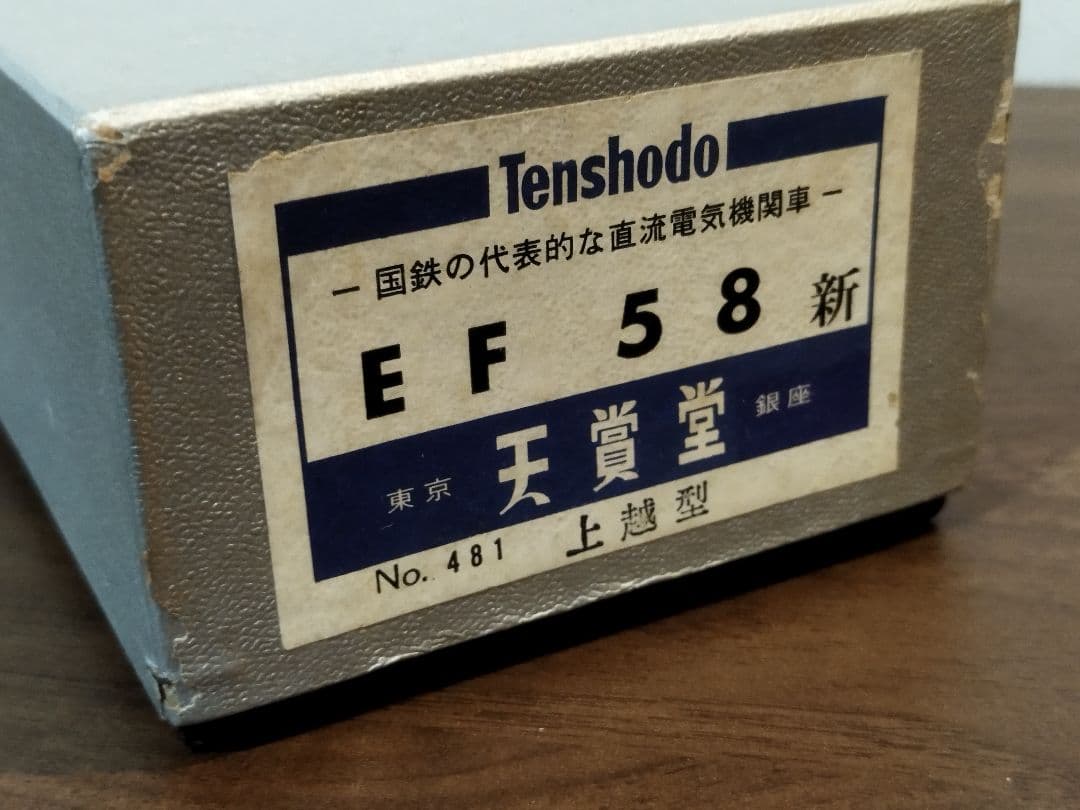 Tenshodo
— 国鉄の代表的な直流電気機関車 —
EF 58 新
東京 天賞堂 銀座
No. 481 上越型